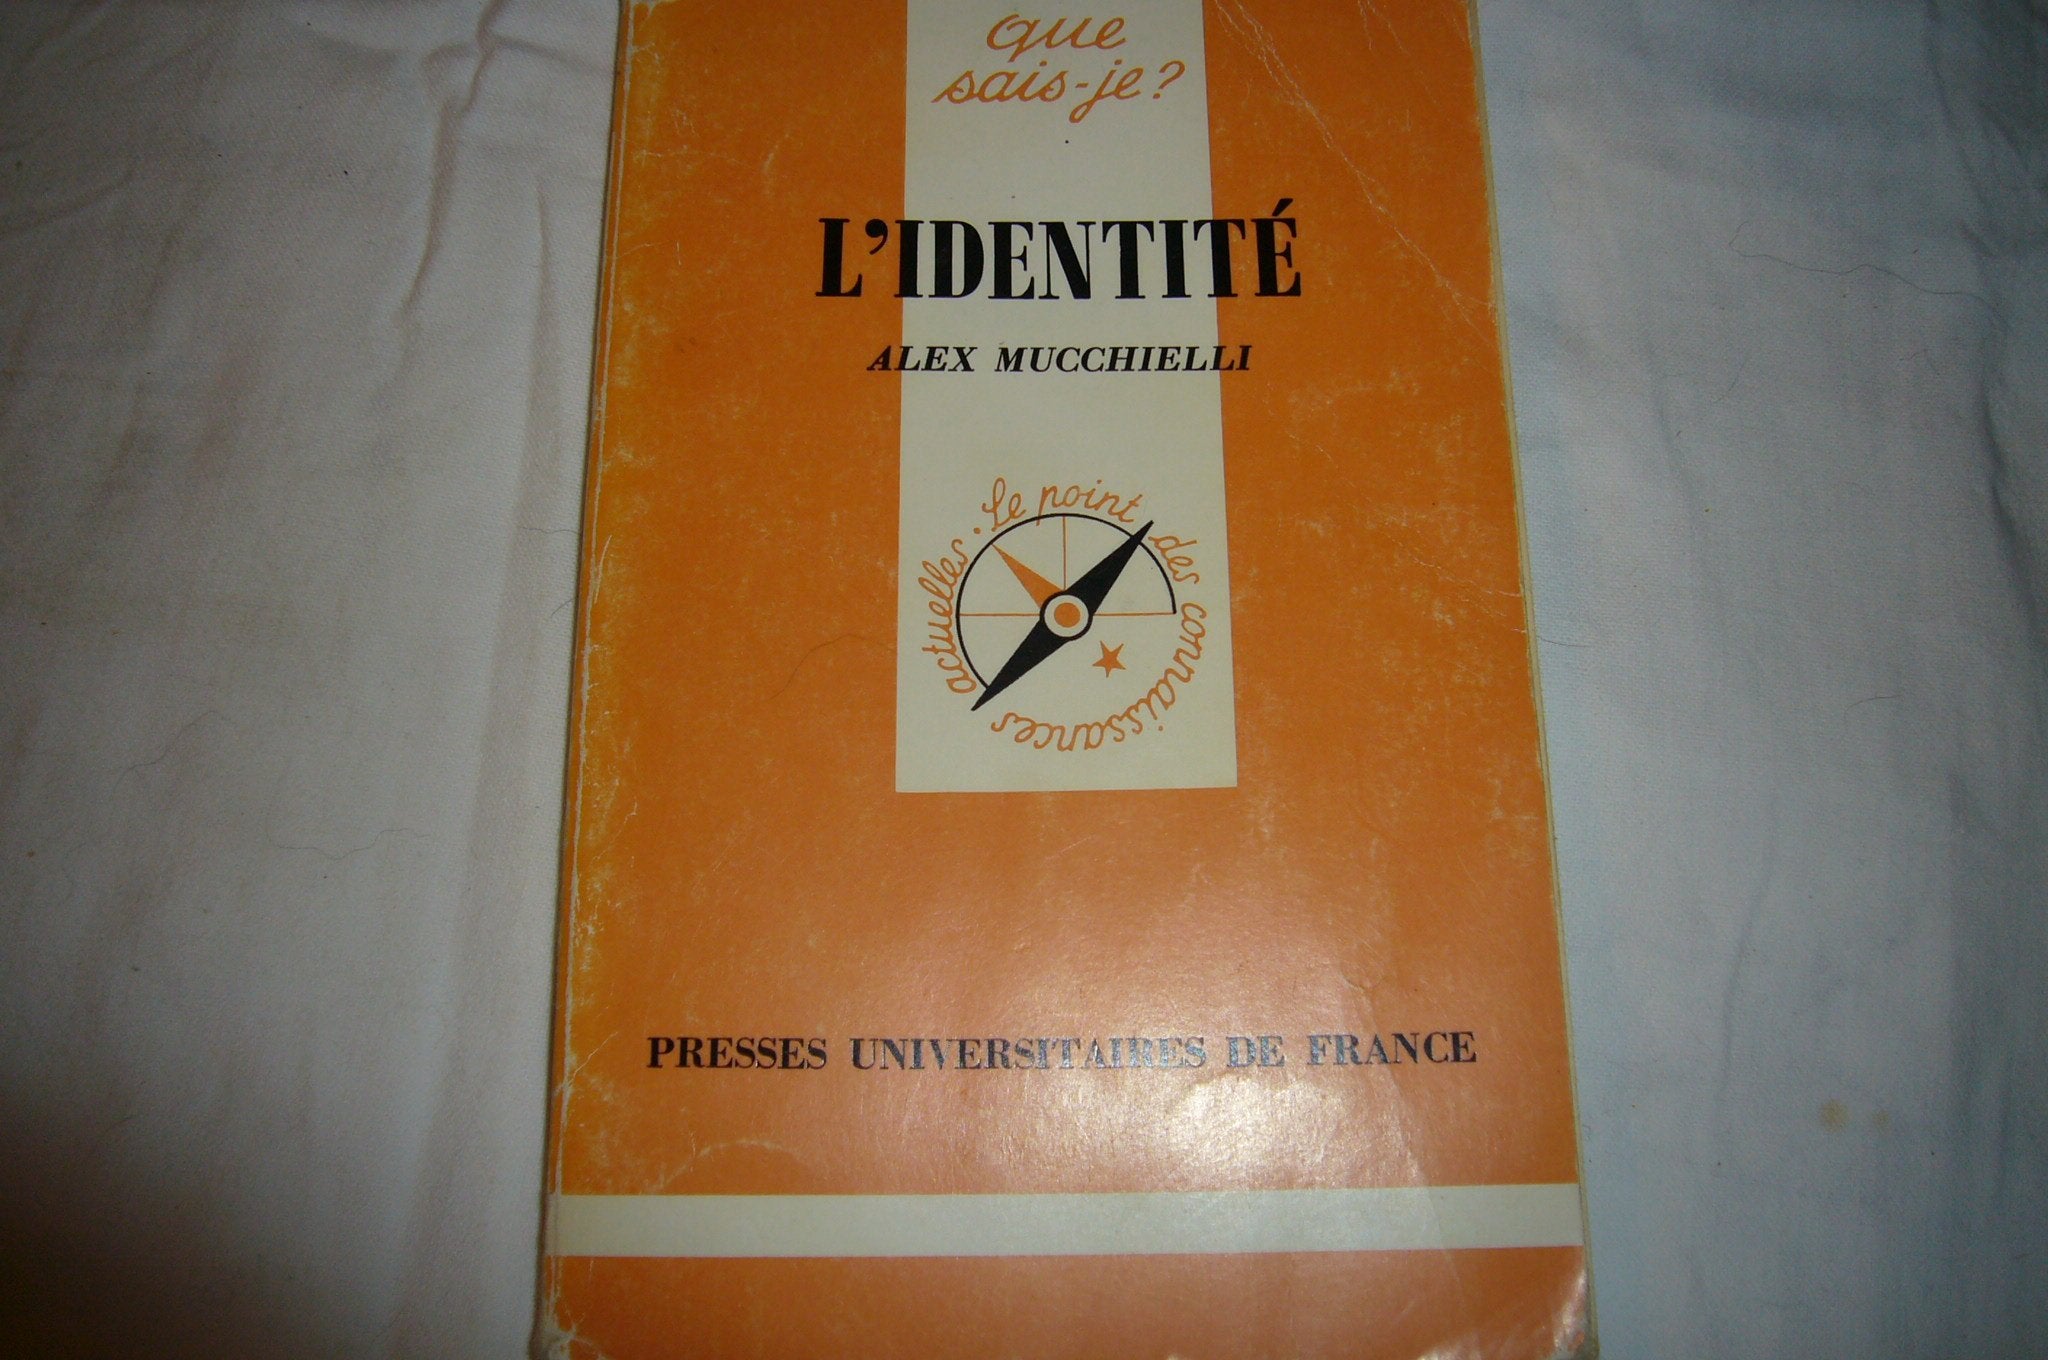 que
sais-je?
L'IDENTITÉ
ALEX MUCCHIELLI
Le point des connaissances actuelles.
PRESSES UNIVERSITAIRES DE FRANCE